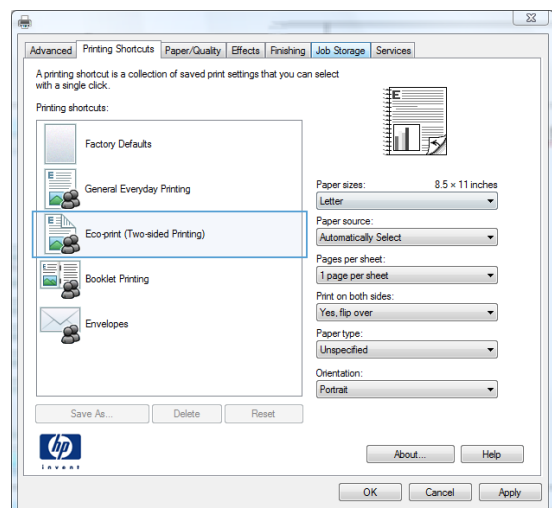 Advanced Printing Shortcuts Paper/Quality Effects Finishing Job Storage Services
A printing shortcut is a collection of saved print settings that you can select
with a single click.
Printing shortcuts:
E
Factory Defaults
E
General Everyday Printing
Paper sizes: 8.5 × 11 inches
Letter
E
Eco-print (Two-sided Printing)
Paper source:
Automatically Select
Pages per sheet:
E
Booklet Printing
1 page per sheet
Print on both sides:
Yes, flip over
Envelopes
Paper type:
Unspecified
Orientation:
Portrait
Save As... Delete Reset
hp
invent
About... Help
OK Cancel Apply